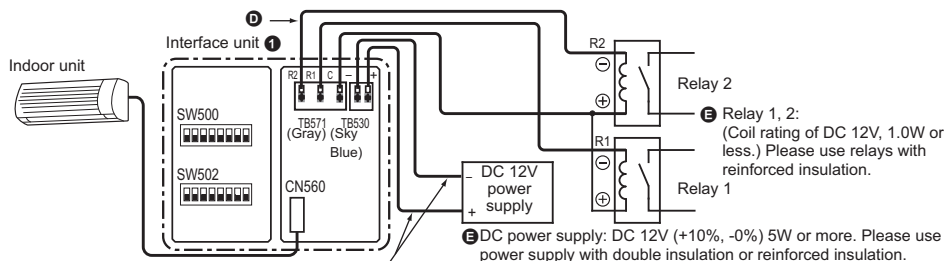 D
Interface unit 1
Indoor unit
R2 R1 C – +
TB571 TB530
(Gray) (Sky
Blue)
SW500
SW502
CN560
DC 12V
power
supply
–
+
R2
⊖
⊕
Relay 2
R1
⊖
⊕
Relay 1
E Relay 1, 2:
(Coil rating of DC 12V, 1.0W or
less.) Please use relays with
reinforced insulation.
E DC power supply: DC 12V (+10%, -0%) 5W or more. Please use
power supply with double insulation or reinforced insulation.